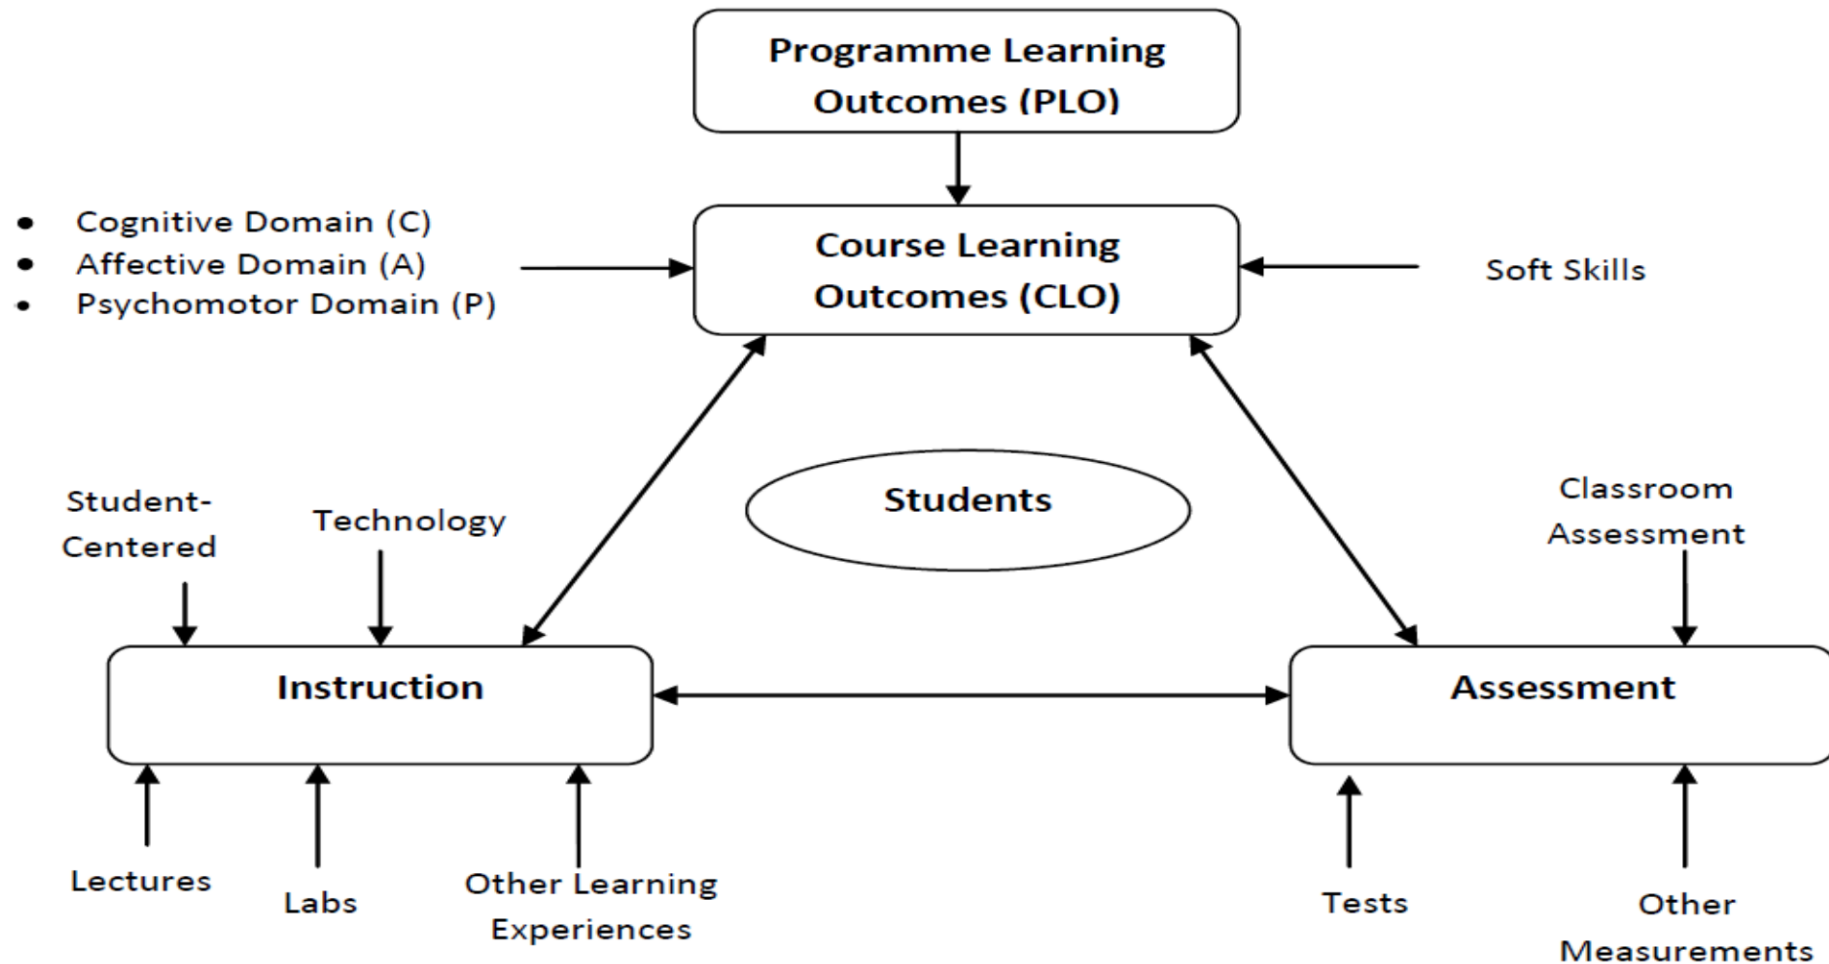 Programme Learning
Outcomes (PLO)
• Cognitive Domain (C)
• Affective Domain (A)
• Psychomotor Domain (P)
Course Learning
Outcomes (CLO)
Soft Skills
Student-
Centered
Technology
Students
Classroom
Assessment
Instruction
Assessment
Lectures
Labs
Other Learning
Experiences
Tests
Other
Measurements